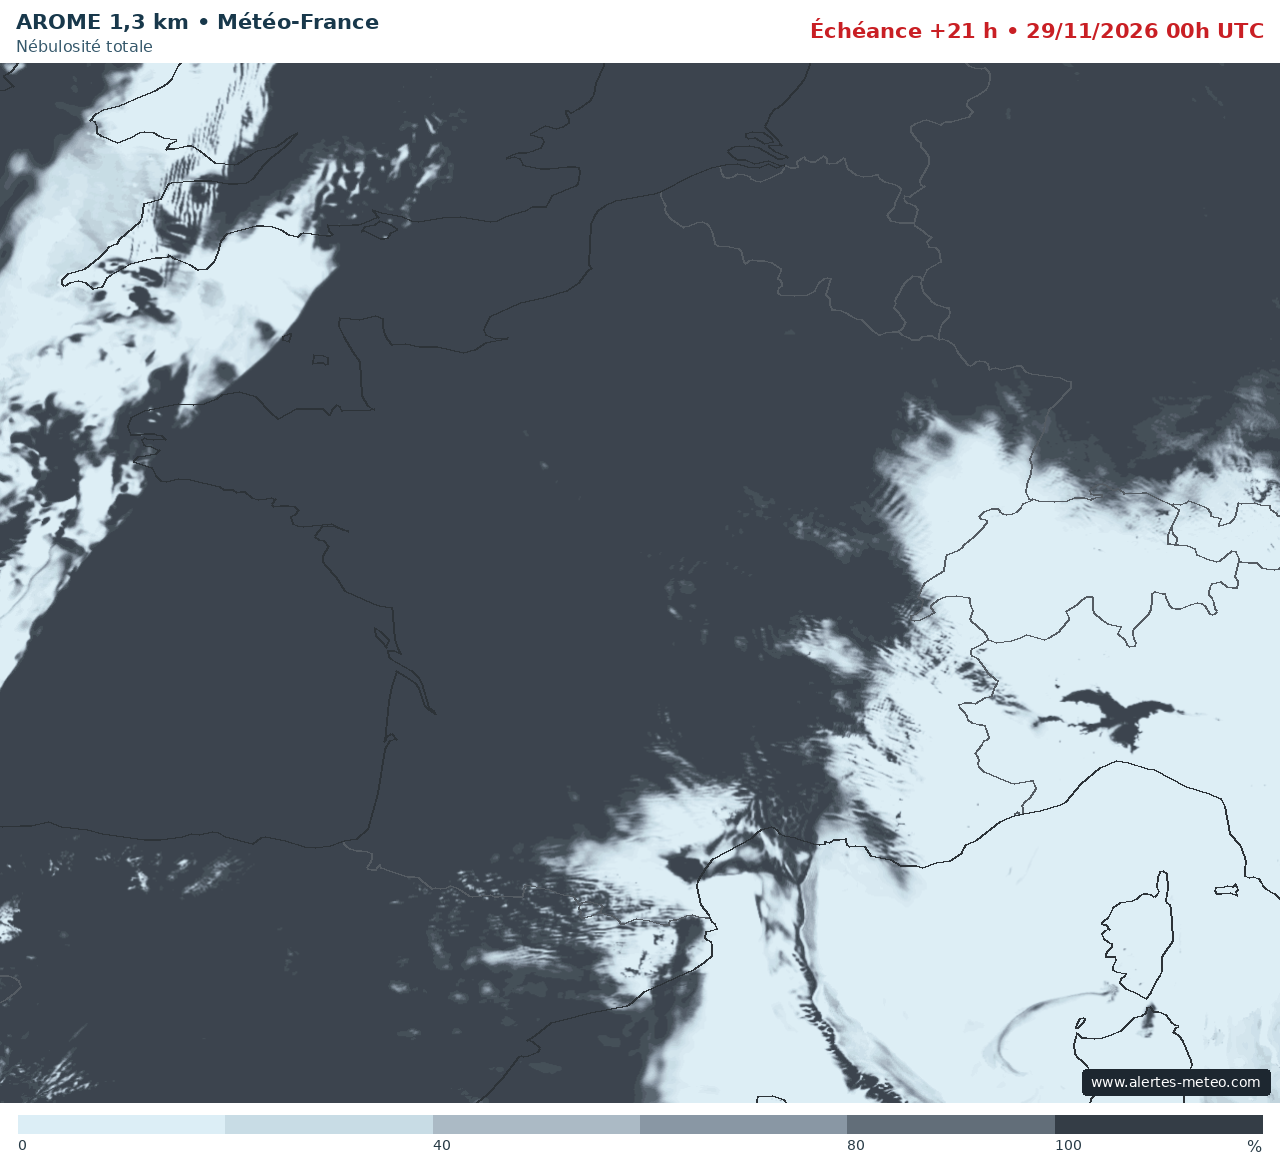 AROME 1,3 km • Météo-France
Nébulosité totale
Échéance +21 h • 29/11/2026 00h UTC
www.alertes-meteo.com
0 40 80 100 %